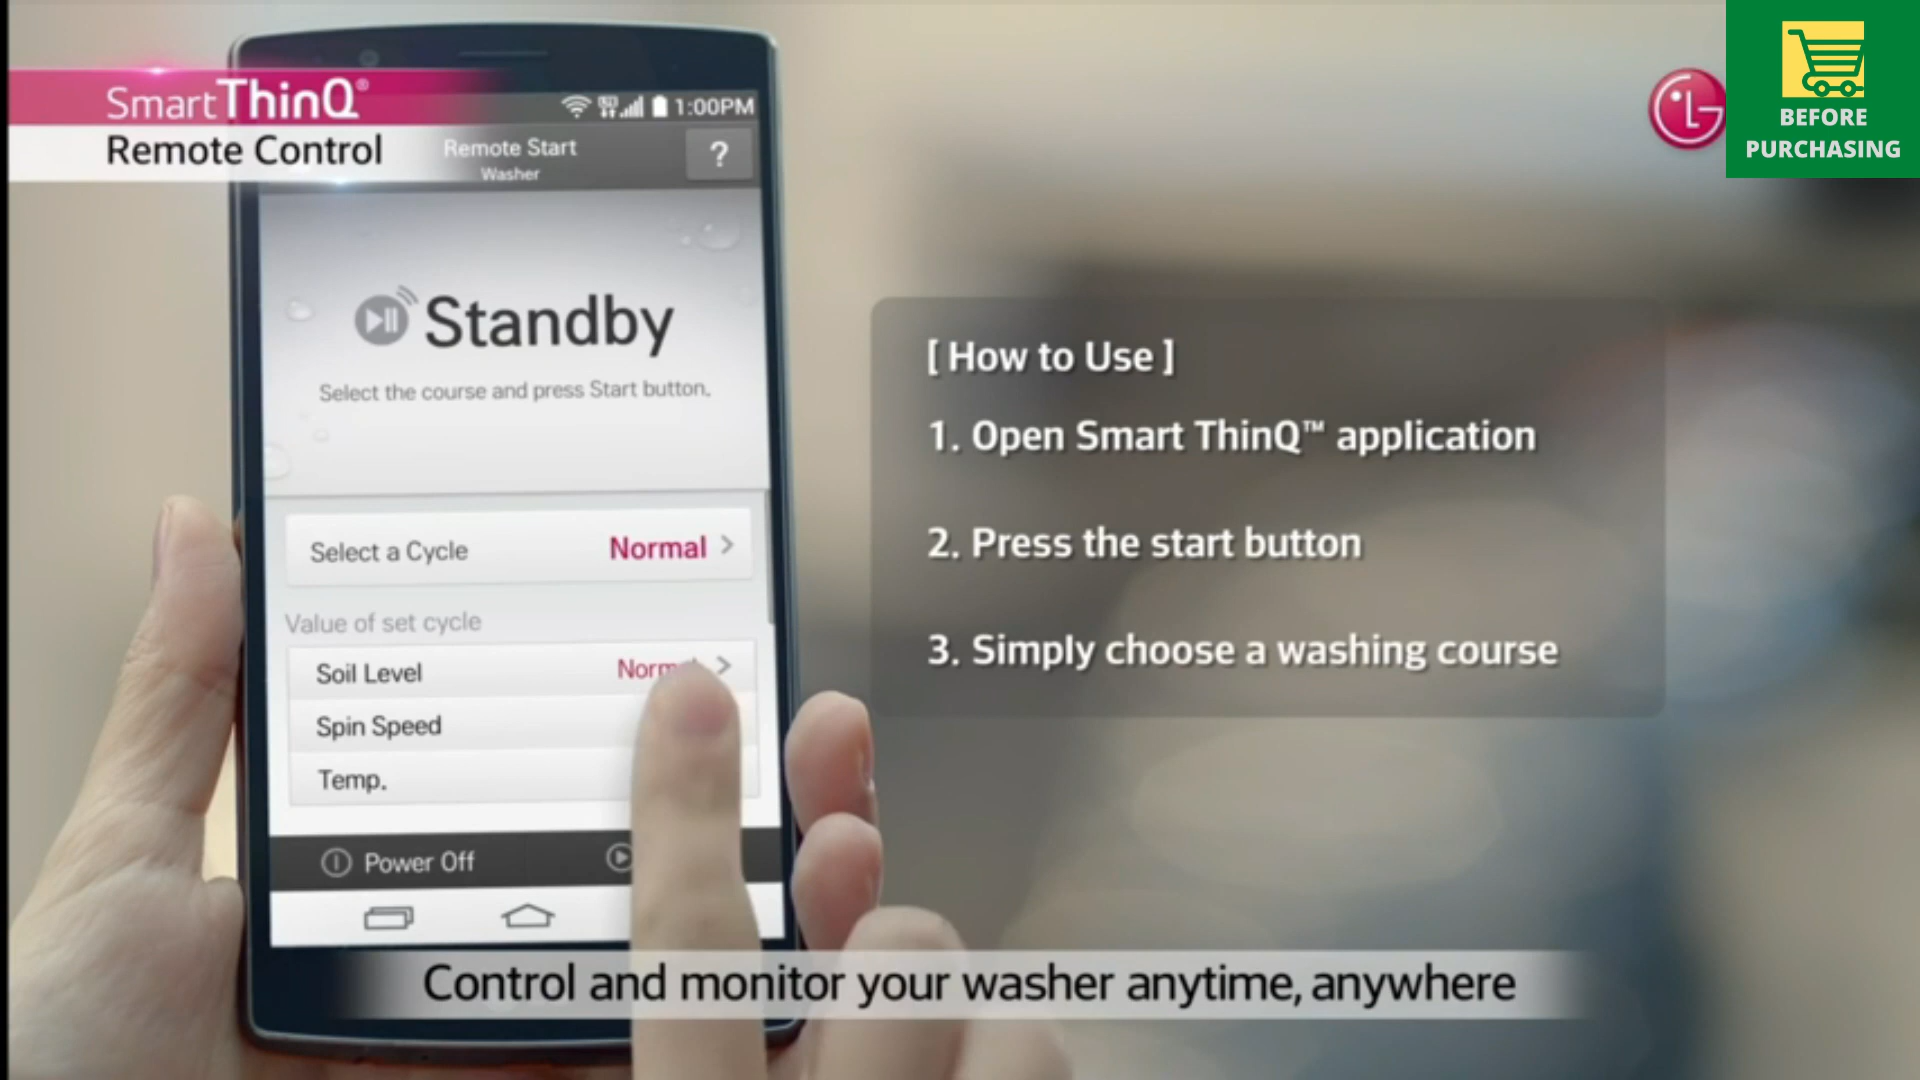 SmartThinQ®
Remote Control
1:00PM
Remote Start
Washer
?
Standby
Select the course and press Start button.
Select a Cycle Normal >
Value of set cycle
Soil Level >
Spin Speed
Temp.
Power Off
[ How to Use ]
1. Open Smart ThinQ™ application
2. Press the start button
3. Simply choose a washing course
Control and monitor your washer anytime, anywhere
LG
BEFORE
PURCHASING